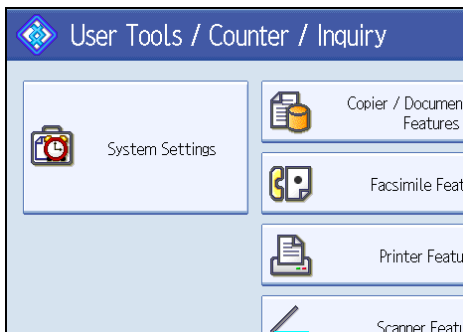 User Tools / Counter / Inquiry
System Settings
Copier / Documen
Features
Facsimile Feat
Printer Featu
Scanner Featu